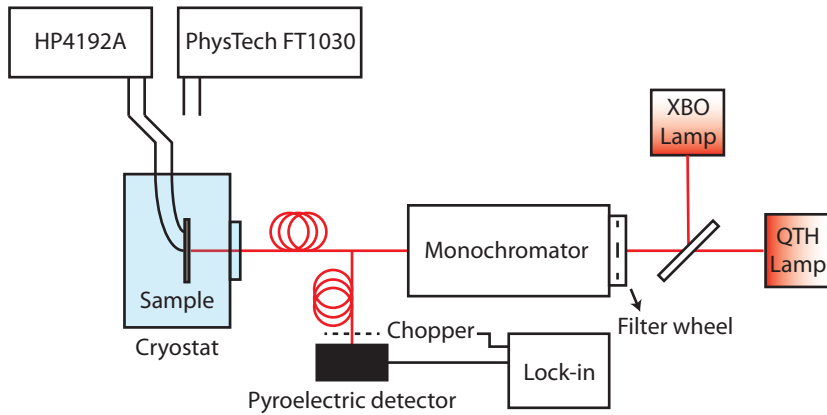 HP4192A
PhysTech FT1030
XBO
Lamp
QTH
Lamp
Monochromator
Filter wheel
Sample
Cryostat
Chopper
Lock-in
Pyroelectric detector